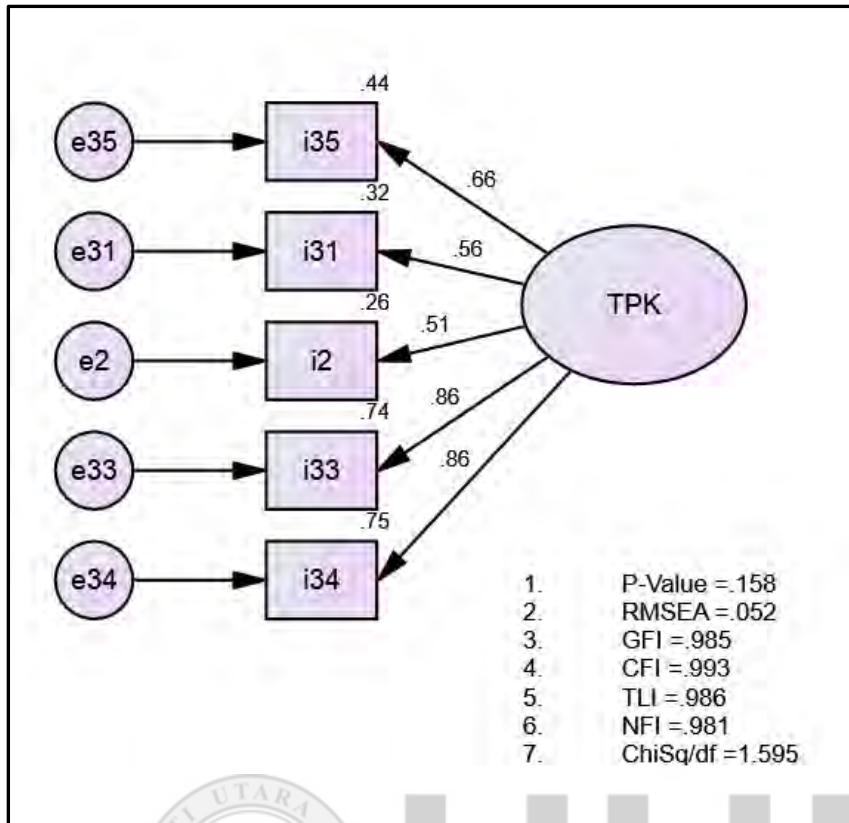 .44
e35 i35
.66
.32
e31 i31
.56
TPK
.26
e2 i2
.51
.74
.86
e33 i33
.86
.75
e34 i34
1. P-Value =.158
2. RMSEA =.052
3. GFI =.985
4. CFI =.993
5. TLI =.986
6. NFI =.981
7. ChiSq/df =1.595
UTARA